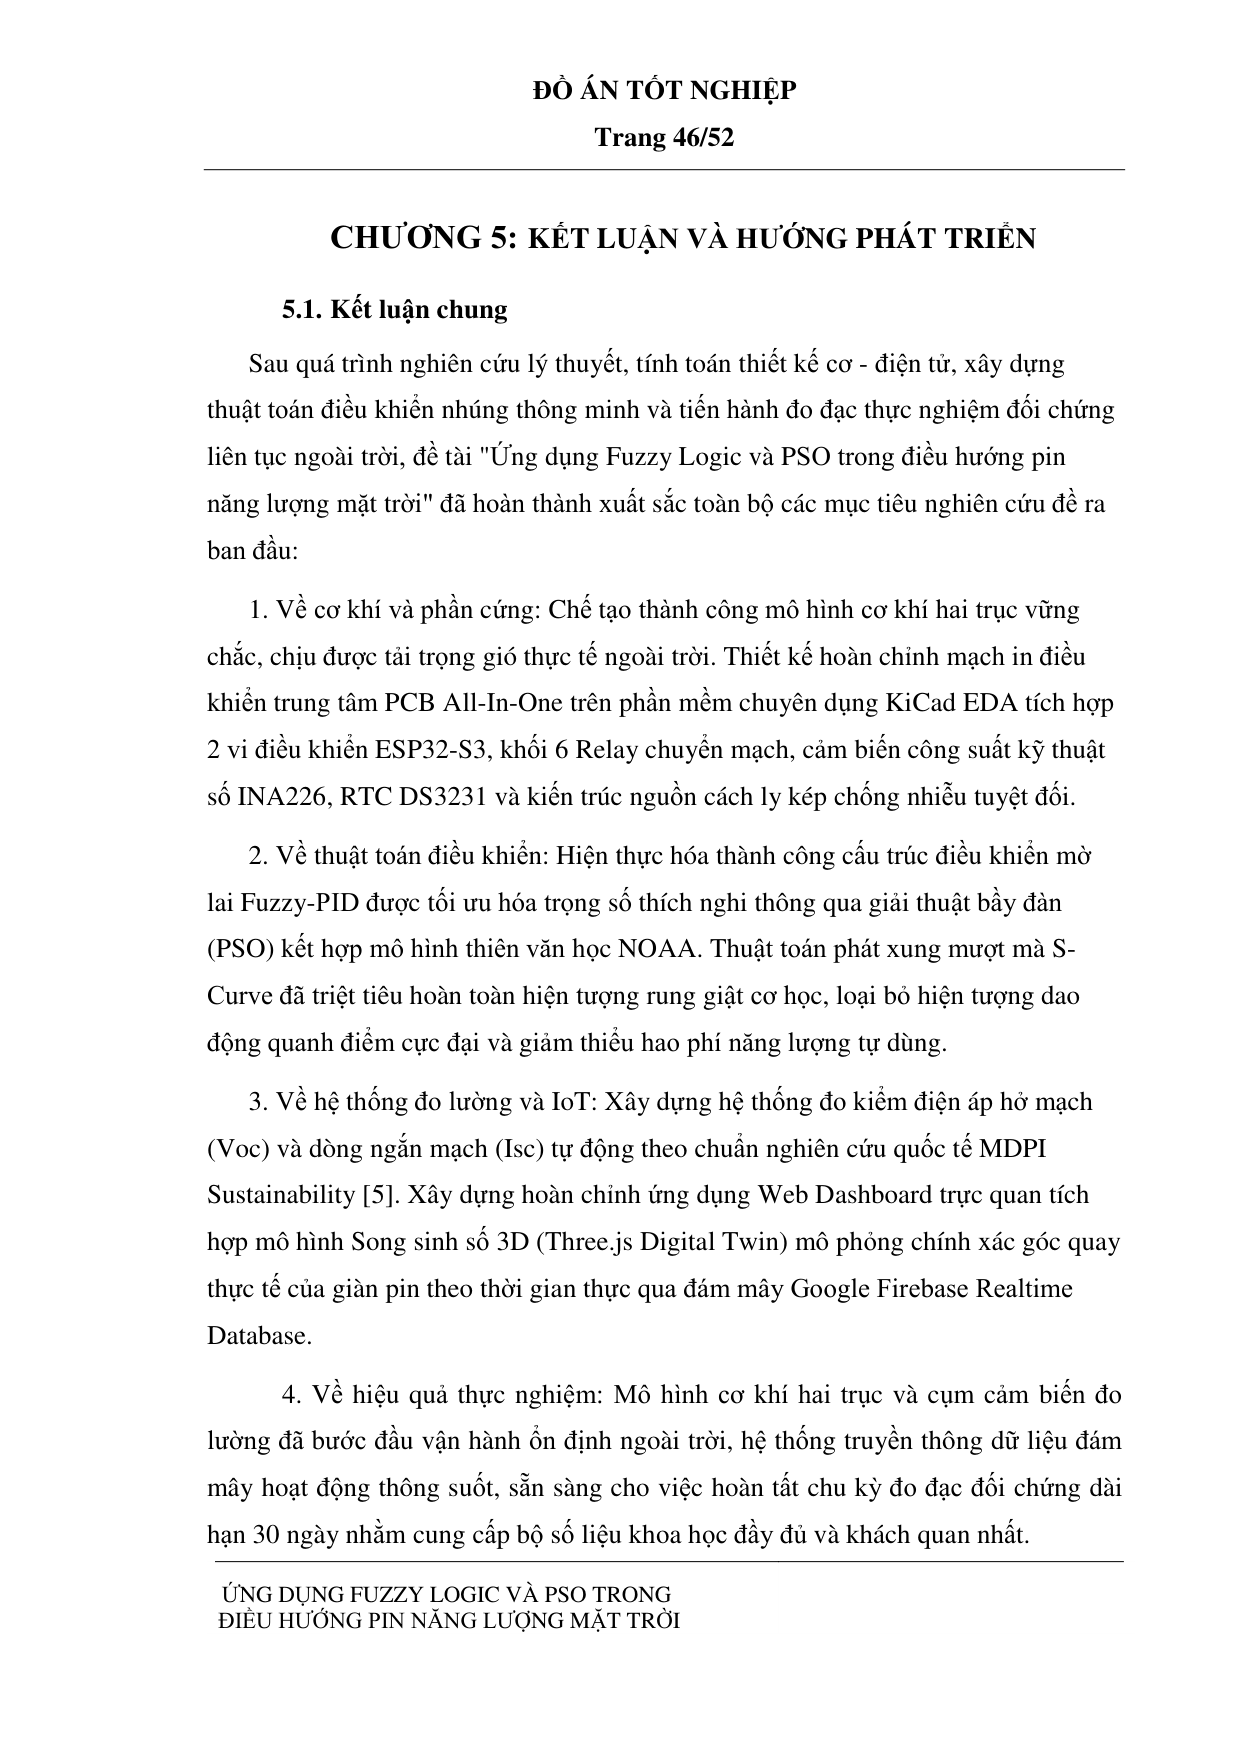 ĐỒ ÁN TỐT NGHIỆP
Trang 46/52
CHƯƠNG 5: KẾT LUẬN VÀ HƯỚNG PHÁT TRIỂN
5.1. Kết luận chung
Sau quá trình nghiên cứu lý thuyết, tính toán thiết kế cơ - điện tử, xây dựng
thuật toán điều khiển nhúng thông minh và tiến hành đo đạc thực nghiệm đối chứng
liên tục ngoài trời, đề tài "Ứng dụng Fuzzy Logic và PSO trong điều hướng pin
năng lượng mặt trời" đã hoàn thành xuất sắc toàn bộ các mục tiêu nghiên cứu đề ra
ban đầu:
1. Về cơ khí và phần cứng: Chế tạo thành công mô hình cơ khí hai trục vững
chắc, chịu được tải trọng gió thực tế ngoài trời. Thiết kế hoàn chỉnh mạch in điều
khiển trung tâm PCB All-In-One trên phần mềm chuyên dụng KiCad EDA tích hợp
2 vi điều khiển ESP32-S3, khối 6 Relay chuyển mạch, cảm biến công suất kỹ thuật
số INA226, RTC DS3231 và kiến trúc nguồn cách ly kép chống nhiễu tuyệt đối.
2. Về thuật toán điều khiển: Hiện thực hóa thành công cấu trúc điều khiển mờ
lai Fuzzy-PID được tối ưu hóa trọng số thích nghi thông qua giải thuật bầy đàn
(PSO) kết hợp mô hình thiên văn học NOAA. Thuật toán phát xung mượt mà S-
Curve đã triệt tiêu hoàn toàn hiện tượng rung giật cơ học, loại bỏ hiện tượng dao
động quanh điểm cực đại và giảm thiểu hao phí năng lượng tự dùng.
3. Về hệ thống đo lường và IoT: Xây dựng hệ thống đo kiểm điện áp hở mạch
(Voc) và dòng ngắn mạch (Isc) tự động theo chuẩn nghiên cứu quốc tế MDPI
Sustainability [5]. Xây dựng hoàn chỉnh ứng dụng Web Dashboard trực quan tích
hợp mô hình Song sinh số 3D (Three.js Digital Twin) mô phỏng chính xác góc quay
thực tế của giàn pin theo thời gian thực qua đám mây Google Firebase Realtime
Database.
4. Về hiệu quả thực nghiệm: Mô hình cơ khí hai trục và cụm cảm biến đo
lường đã bước đầu vận hành ổn định ngoài trời, hệ thống truyền thông dữ liệu đám
mây hoạt động thông suốt, sẵn sàng cho việc hoàn tất chu kỳ đo đạc đối chứng dài
hạn 30 ngày nhằm cung cấp bộ số liệu khoa học đầy đủ và khách quan nhất.
ỨNG DỤNG FUZZY LOGIC VÀ PSO TRONG
ĐIỀU HƯỚNG PIN NĂNG LƯỢNG MẶT TRỜI